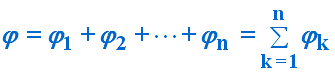 φ = φ₁ + φ₂ + ⋯ + φₙ = ∑ₖ₌₁ⁿ φₖ